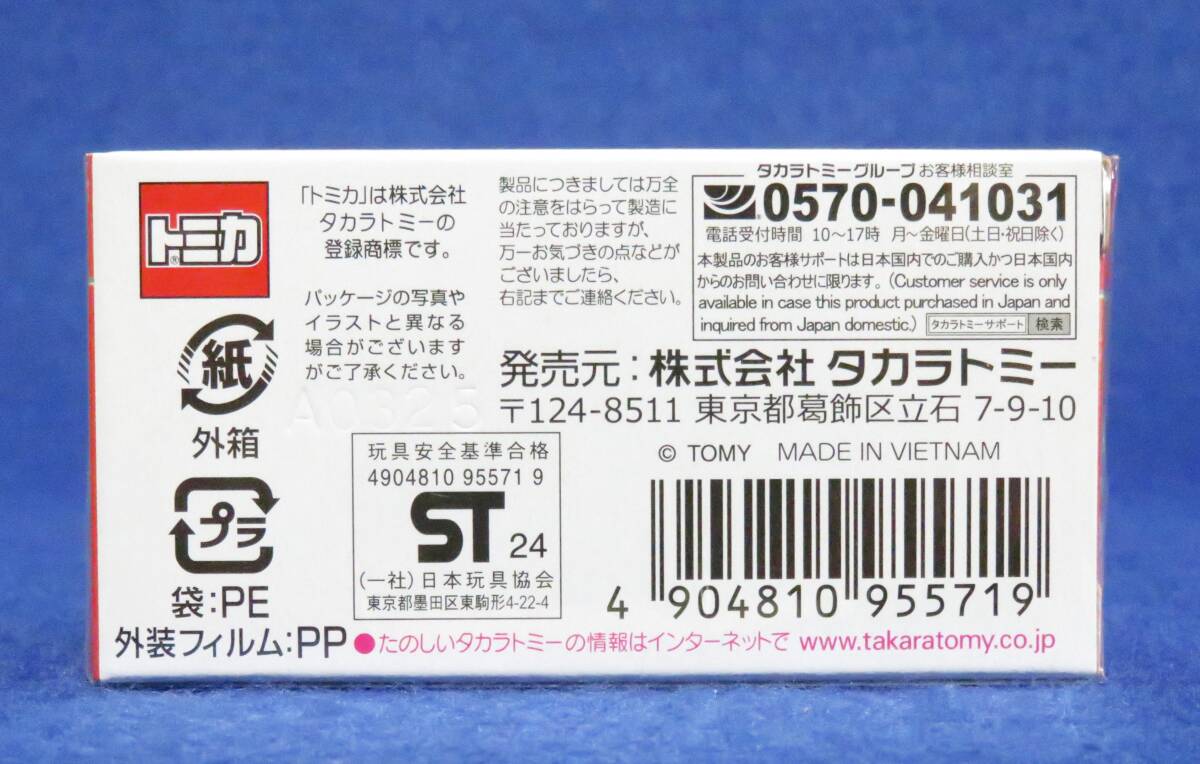 トミカ®
「トミカ」は株式会社
タカラトミーの
登録商標です。
パッケージの写真や
イラストと異なる
場合がございます
がご了承ください。
製品につきましては万全
の注意をはらって製造に
当たっておりますが、
万一お気づきの点などが
ございましたら、
右記までご連絡ください。
タカラトミーグループ お客様相談室
0570-041031
電話受付時間 10～17時 月～金曜日(土日・祝日除く)
本製品のお客様サポートは日本国内でのご購入かつ日本国内
からのお問い合わせに限ります。(Customer service is only
available in case this product purchased in Japan and
inquired from Japan domestic.) タカラトミーサポート 検索
発売元:株式会社 タカラトミー
〒124-8511 東京都葛飾区立石 7-9-10
© TOMY MADE IN VIETNAM
紙
外箱
プラ
袋:PE
外装フィルム:PP
A0325
玩具安全基準合格
4904810 95571 9
ST 24
(一社)日本玩具協会
東京都墨田区東駒形4-22-4
4 904810 955719
●たのしいタカラトミーの情報はインターネットで www.takaratomy.co.jp